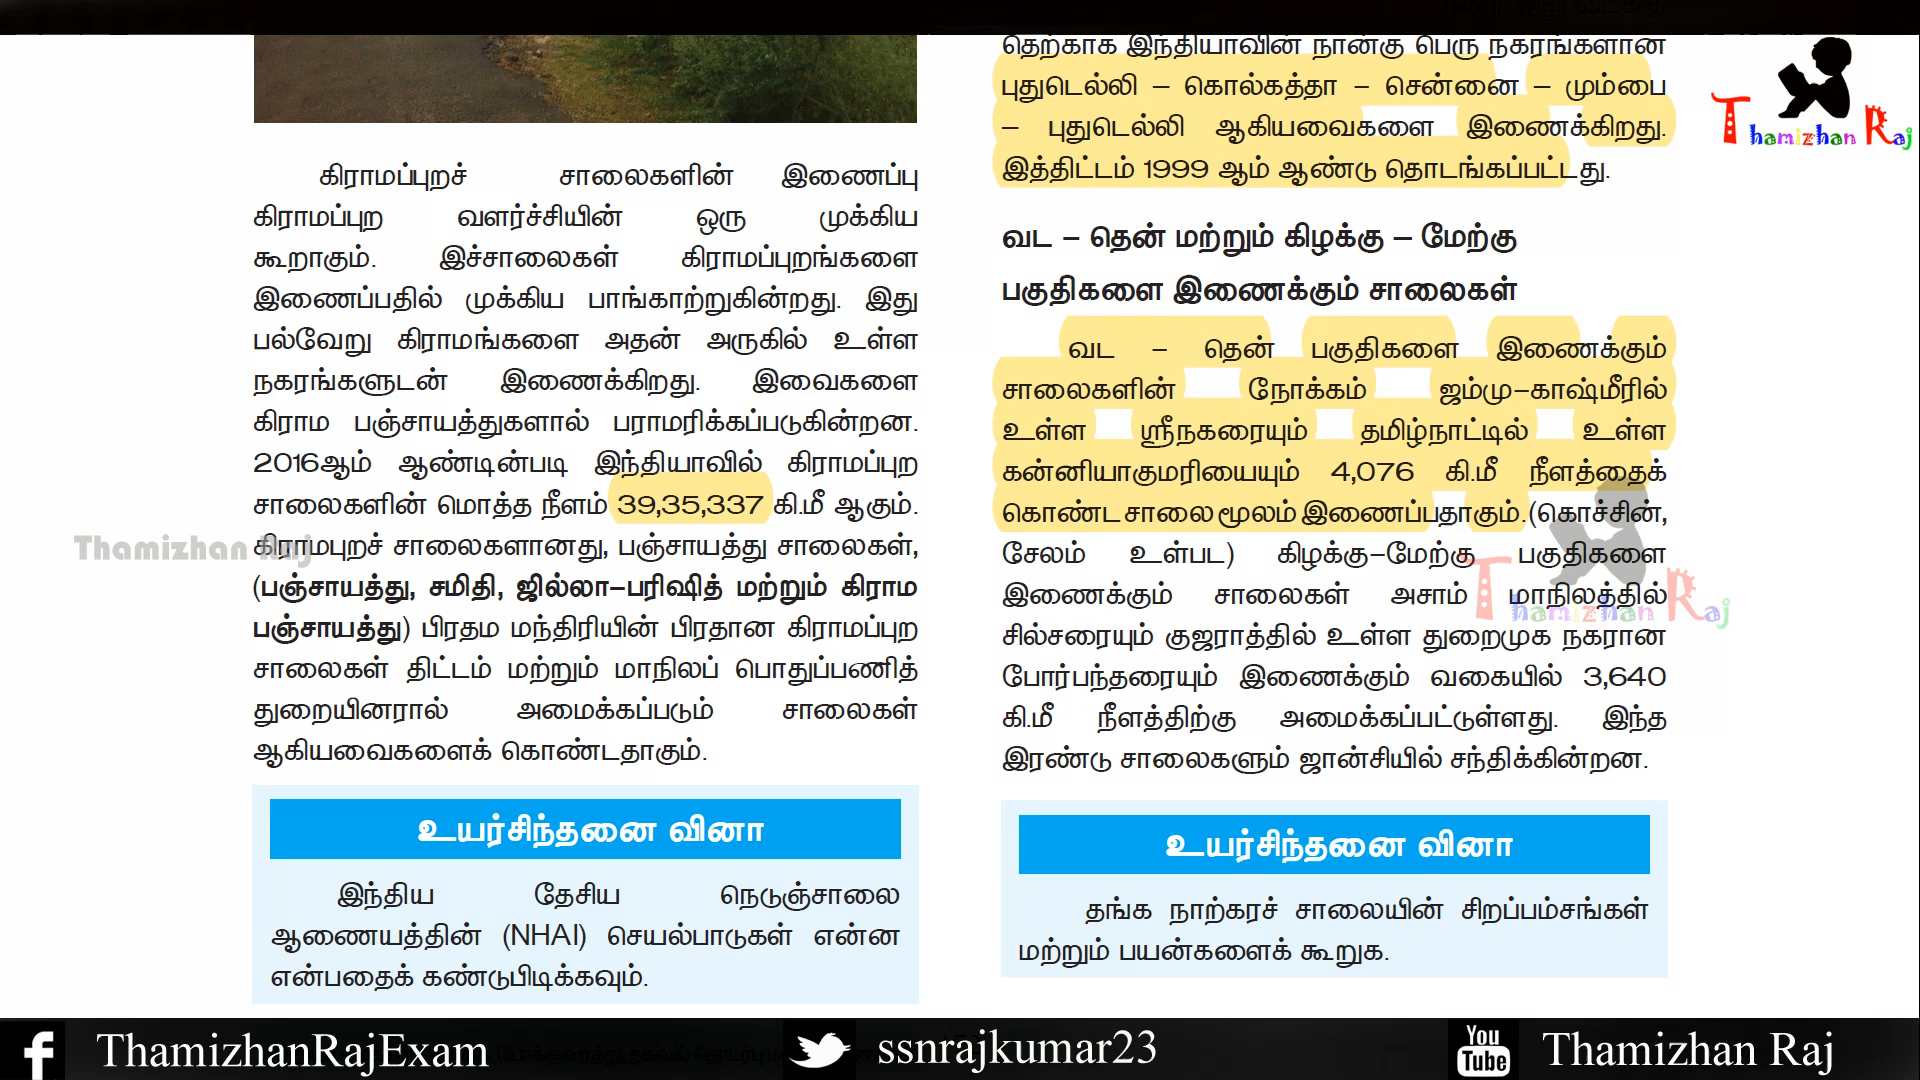 கிராமப்புறச் சாலைகளின் இணைப்பு
கிராமப்புற வளர்ச்சியின் ஒரு முக்கிய
கூறாகும். இச்சாலைகள் கிராமப்புறங்களை
இணைப்பதில் முக்கிய பாங்காற்றுகின்றது. இது
பல்வேறு கிராமங்களை அதன் அருகில் உள்ள
நகரங்களுடன் இணைக்கிறது. இவைகளை
கிராம பஞ்சாயத்துகளால் பராமரிக்கப்படுகின்றன.
2016ஆம் ஆண்டின்படி இந்தியாவில் கிராமப்புற
சாலைகளின் மொத்த நீளம் 39,35,337 கி.மீ ஆகும்.
கிராமபுறச் சாலைகளானது, பஞ்சாயத்து சாலைகள்,
(பஞ்சாயத்து, சமிதி, ஜில்லா–பரிஷித் மற்றும் கிராம
பஞ்சாயத்து) பிரதம மந்திரியின் பிரதான கிராமப்புற
சாலைகள் திட்டம் மற்றும் மாநிலப் பொதுப்பணித்
துறையினரால் அமைக்கப்படும் சாலைகள்
ஆகியவைகளைக் கொண்டதாகும்.
உயர்சிந்தனை வினா
இந்திய தேசிய நெடுஞ்சாலை
ஆணையத்தின் (NHAI) செயல்பாடுகள் என்ன
என்பதைக் கண்டுபிடிக்கவும்.
தெற்காக இந்தியாவின் நான்கு பெரு நகரங்களான
புதுடெல்லி – கொல்கத்தா – சென்னை – மும்பை
– புதுடெல்லி ஆகியவைகளை இணைக்கிறது.
இத்திட்டம் 1999 ஆம் ஆண்டு தொடங்கப்பட்டது.
வட – தென் மற்றும் கிழக்கு – மேற்கு
பகுதிகளை இணைக்கும் சாலைகள்
வட – தென் பகுதிகளை இணைக்கும்
சாலைகளின் நோக்கம் ஜம்மு–காஷ்மீரில்
உள்ள ஸ்ரீநகரையும் தமிழ்நாட்டில் உள்ள
கன்னியாகுமரியையும் 4,076 கி.மீ நீளத்தைக்
கொண்ட சாலை மூலம் இணைப்பதாகும்.(கொச்சின்,
சேலம் உள்பட) கிழக்கு–மேற்கு பகுதிகளை
இணைக்கும் சாலைகள் அசாம் மாநிலத்தில்
சில்சரையும் குஜராத்தில் உள்ள துறைமுக நகரான
போர்பந்தரையும் இணைக்கும் வகையில் 3,640
கி.மீ நீளத்திற்கு அமைக்கப்பட்டுள்ளது. இந்த
இரண்டு சாலைகளும் ஜான்சியில் சந்திக்கின்றன.
உயர்சிந்தனை வினா
தங்க நாற்கரச் சாலையின் சிறப்பம்சங்கள்
மற்றும் பயன்களைக் கூறுக.
Thamizhan Raj
Thamizhan Raj
Thamizhan Raj
ThamizhanRajExam
ssnrajkumar23
You Tube Thamizhan Raj